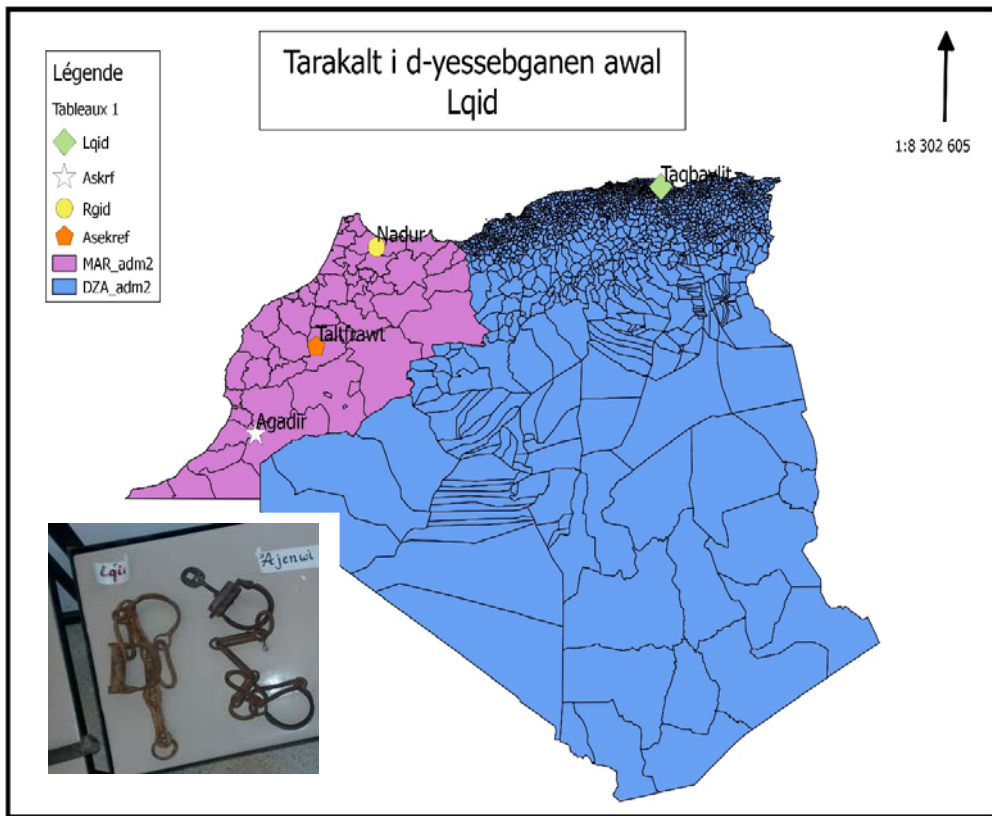 Tarakalt i d-yessebganen awal
Lqid
1:8 302 605
Légende
Tableaux 1
Lqid
Askrf
Rgid
Asekref
MAR_adm2
DZA_adm2
Taqbaylit
Nadur
Taltfrawt
Agadir
Ajenwi